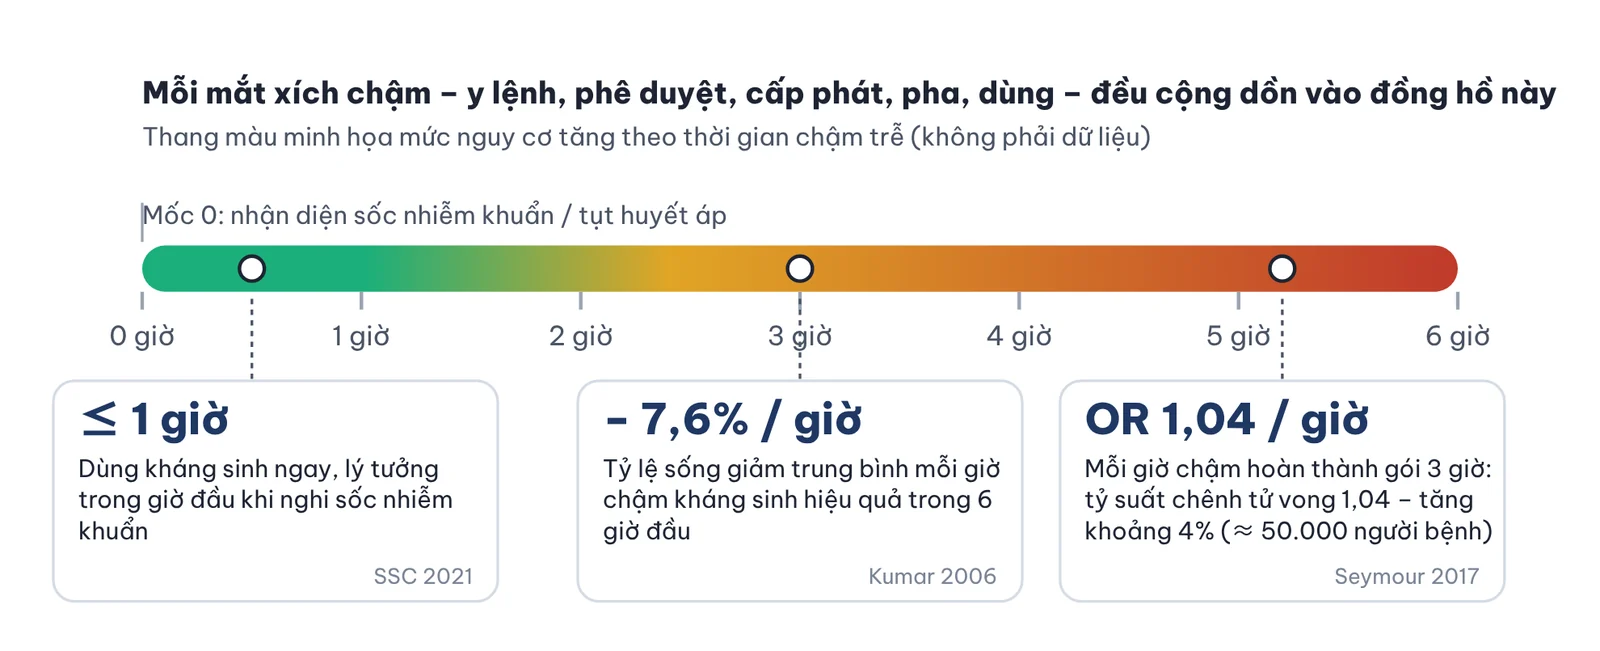 Mỗi mắt xích chậm – y lệnh, phê duyệt, cấp phát, pha, dùng – đều cộng dồn vào đồng hồ này
Thang màu minh họa mức nguy cơ tăng theo thời gian chậm trễ (không phải dữ liệu)
Mốc 0: nhận diện sốc nhiễm khuẩn / tụt huyết áp
0 giờ
1 giờ
2 giờ
3 giờ
4 giờ
5 giờ
6 giờ
≤ 1 giờ
Dùng kháng sinh ngay, lý tưởng
trong giờ đầu khi nghi sốc nhiễm
khuẩn
SSC 2021
– 7,6% / giờ
Tỷ lệ sống giảm trung bình mỗi giờ
chậm kháng sinh hiệu quả trong 6
giờ đầu
Kumar 2006
OR 1,04 / giờ
Mỗi giờ chậm hoàn thành gói 3 giờ:
tỷ suất chênh tử vong 1,04 – tăng
khoảng 4% (≈ 50.000 người bệnh)
Seymour 2017